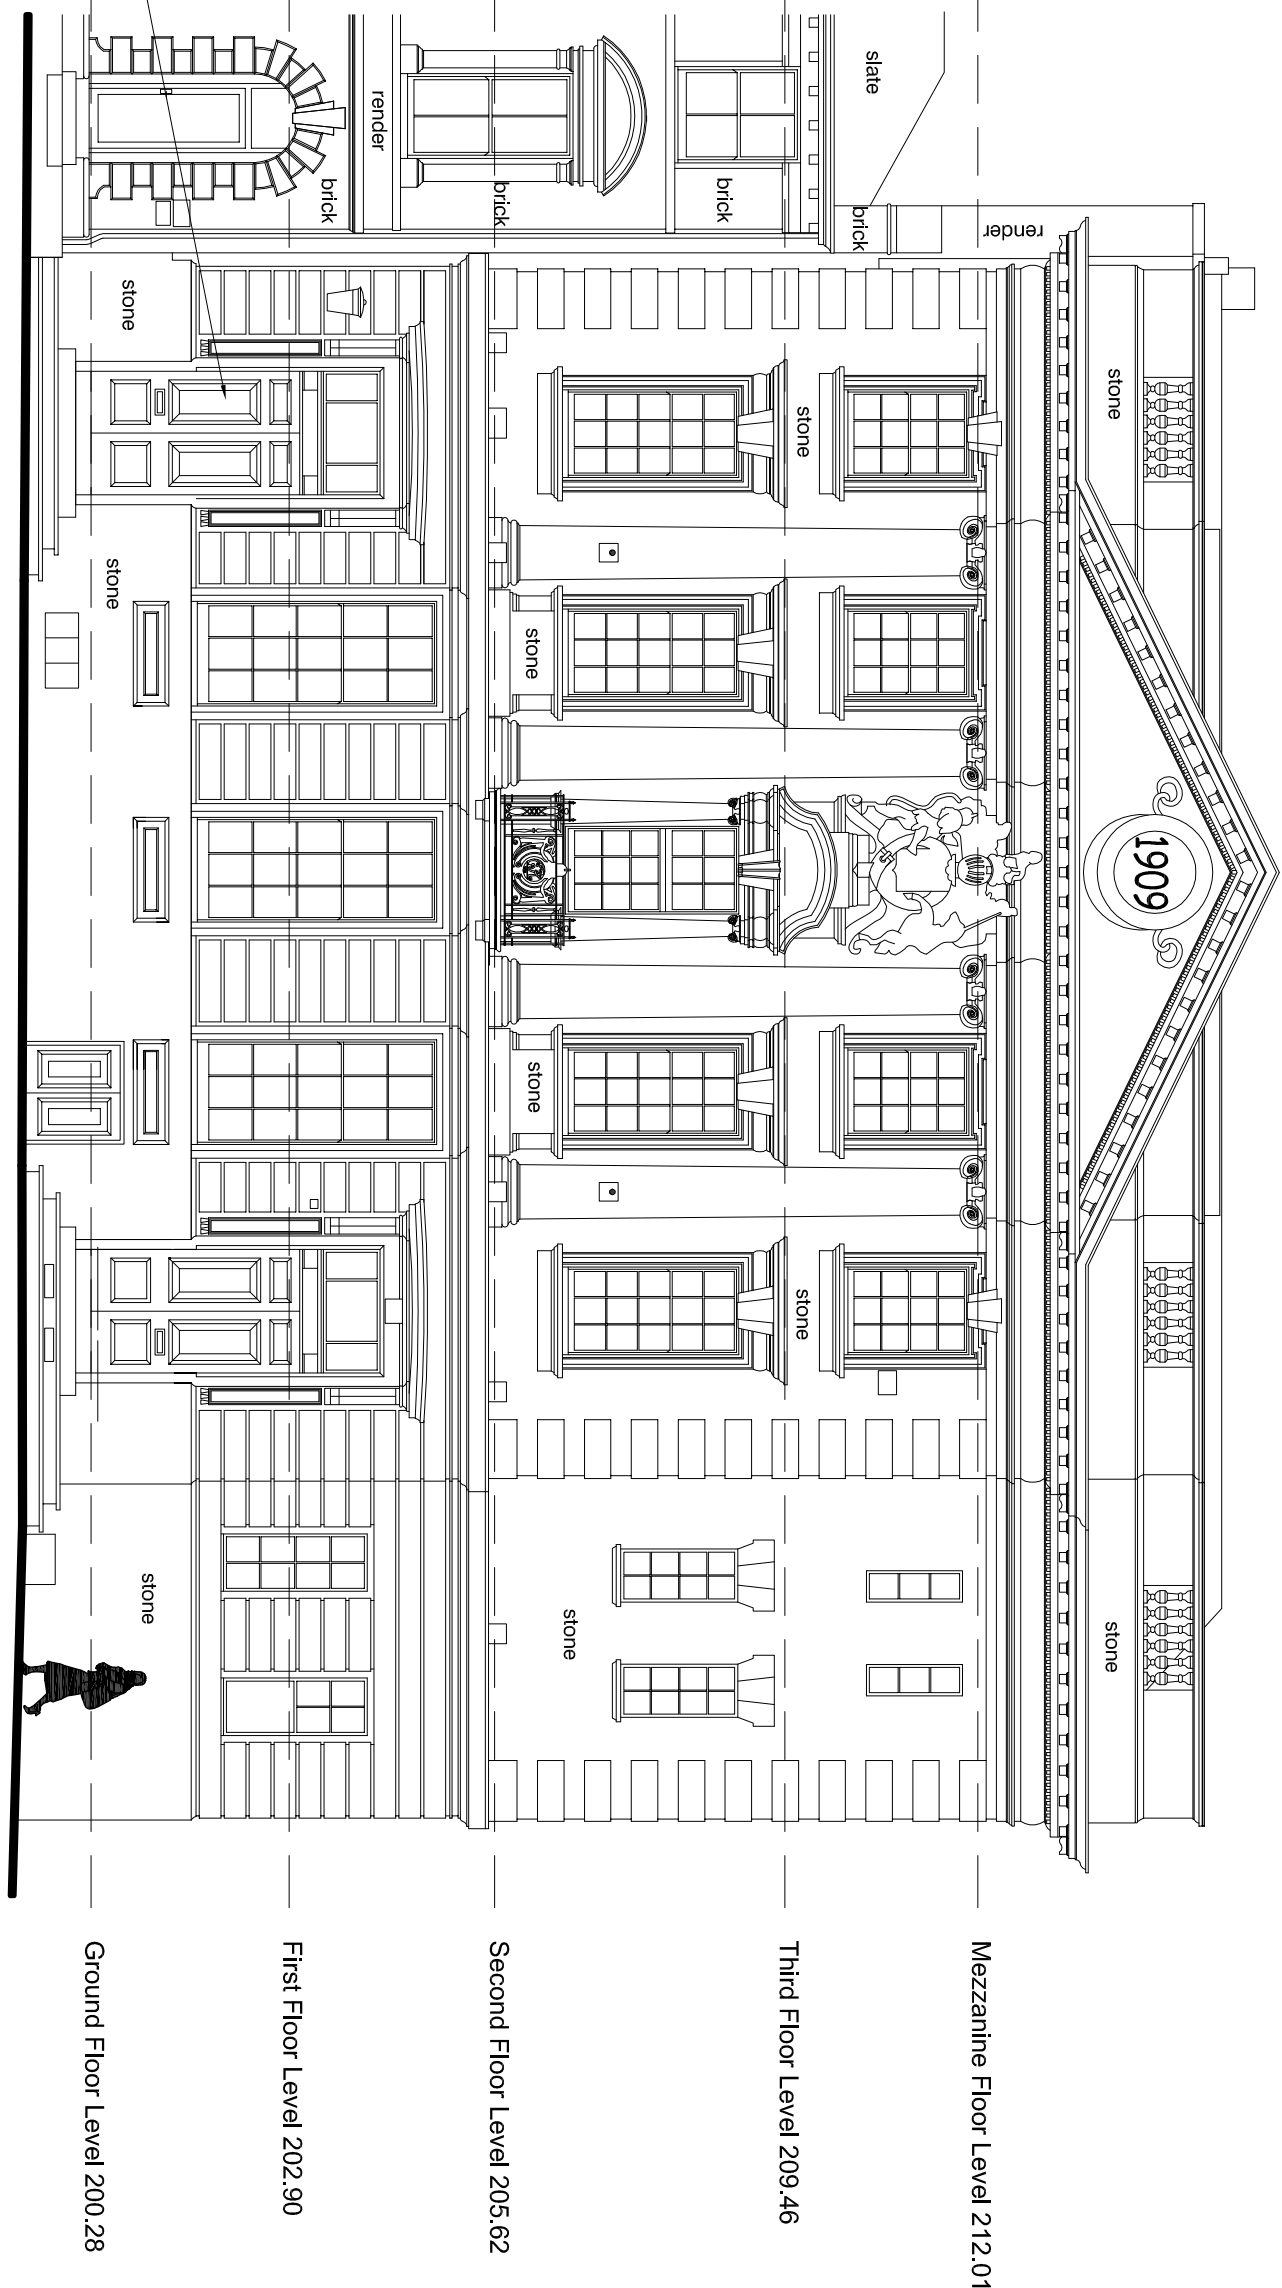 slate
render
brick
brick
brick
brick
render
stone
stone
stone
stone
stone
stone
stone
stone
stone
stone
stone
1909
Mezzanine Floor Level 212.01
Third Floor Level 209.46
Second Floor Level 205.62
First Floor Level 202.90
Ground Floor Level 200.28